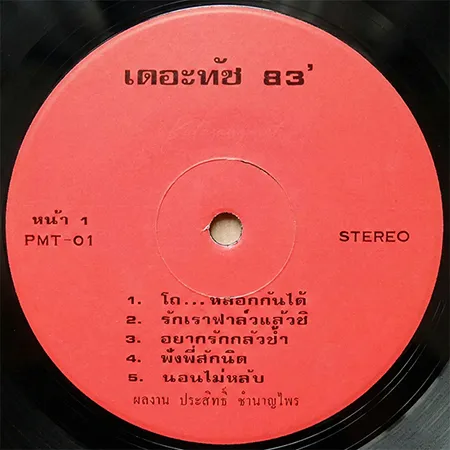 เดอะทัช 83'
หน้า 1
PMT-01
STEREO
1. โถ...หลอกกันได้
2. รักเราฟาล์วแล้วซิ
3. อยากรักกลัวช้ำ
4. ฟังพี่สักนิด
5. นอนไม่หลับ
ผลงาน ประสิทธิ์ ชำนาญไพร